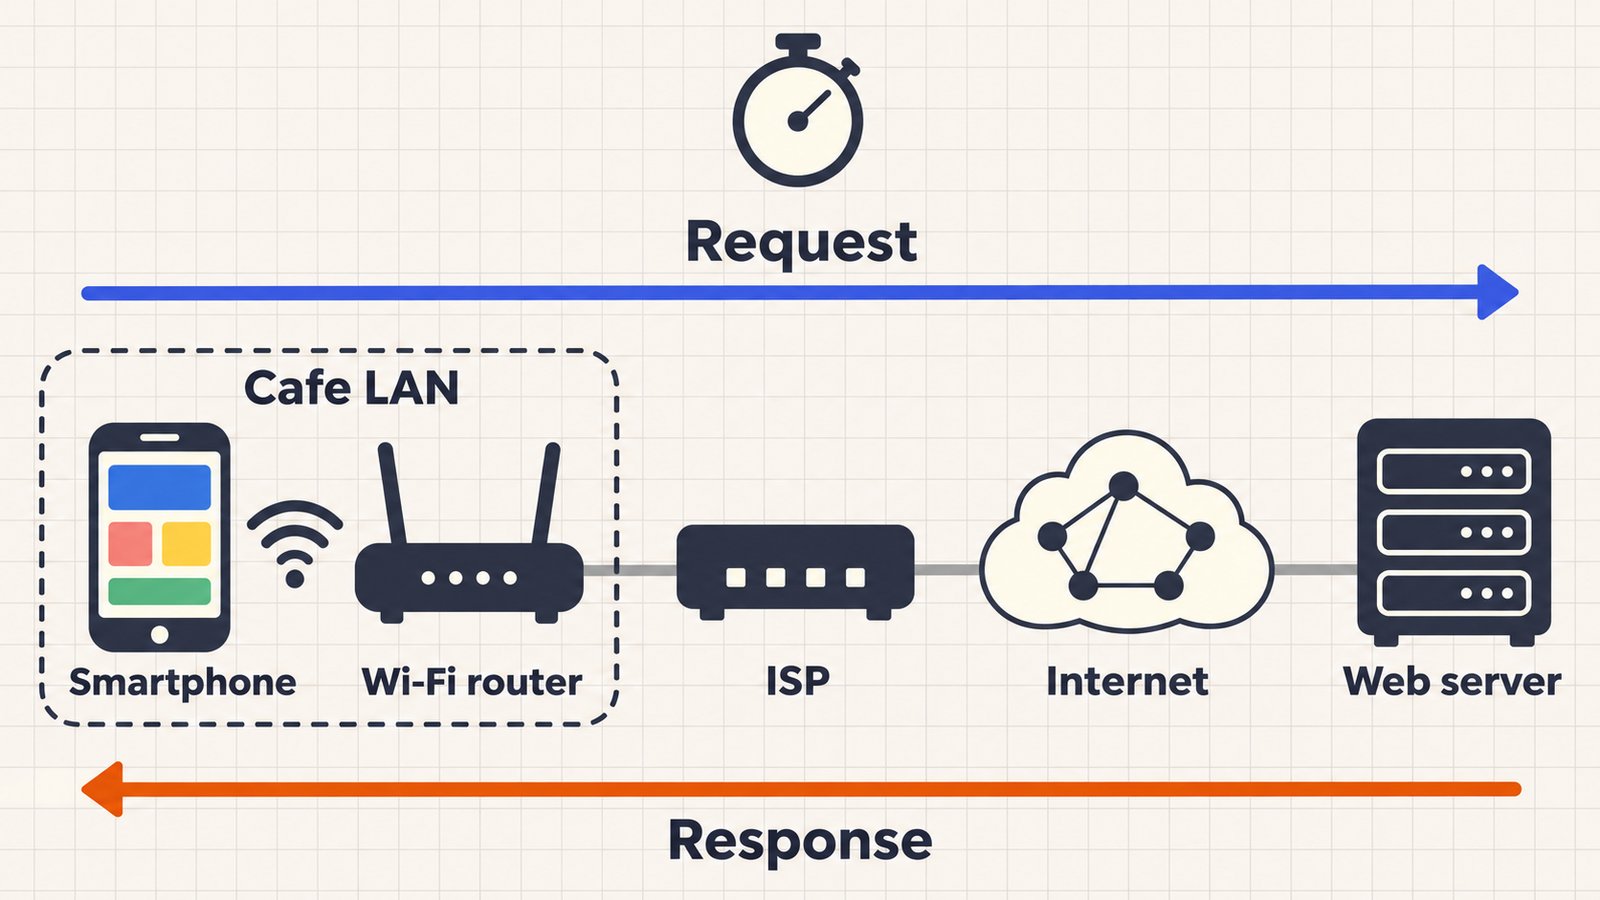 Request
Cafe LAN
Smartphone
Wi-Fi router
ISP
Internet
Web server
Response